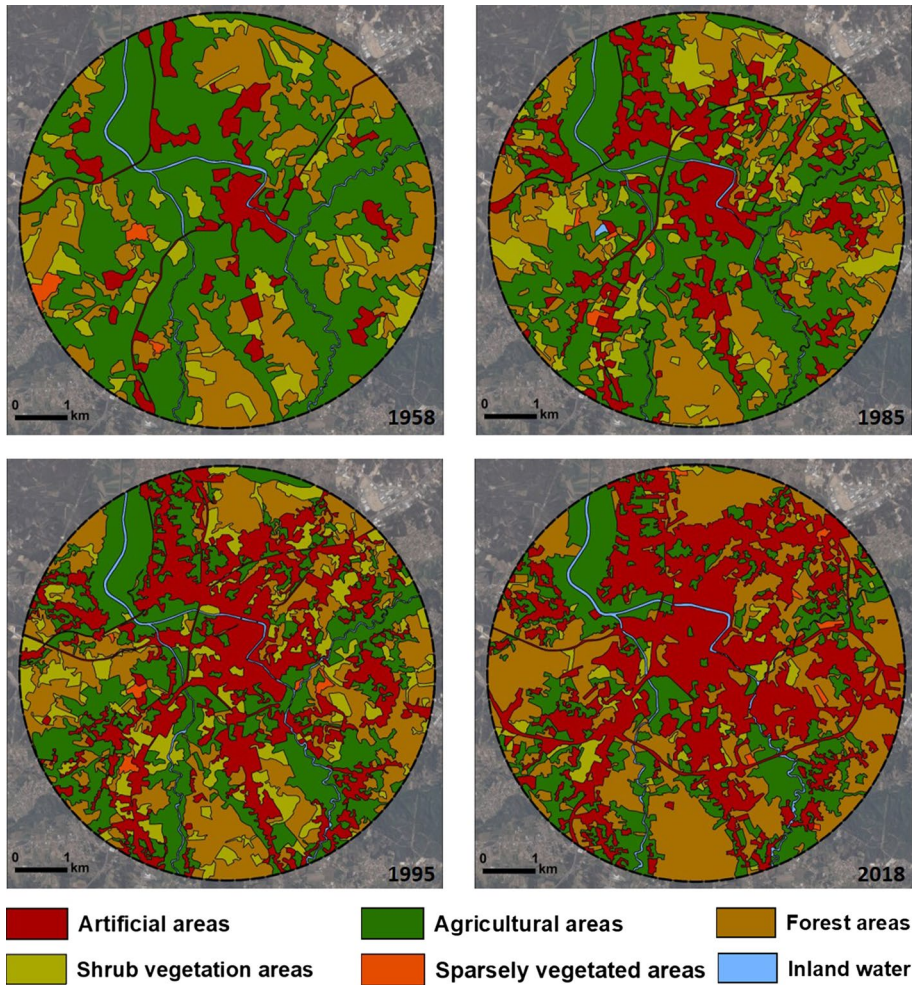 0 1
km
1958
0 1
km
1985
0 1
km
1995
0 1
km
2018
Artificial areas
Agricultural areas
Forest areas
Shrub vegetation areas
Sparsely vegetated areas
Inland water